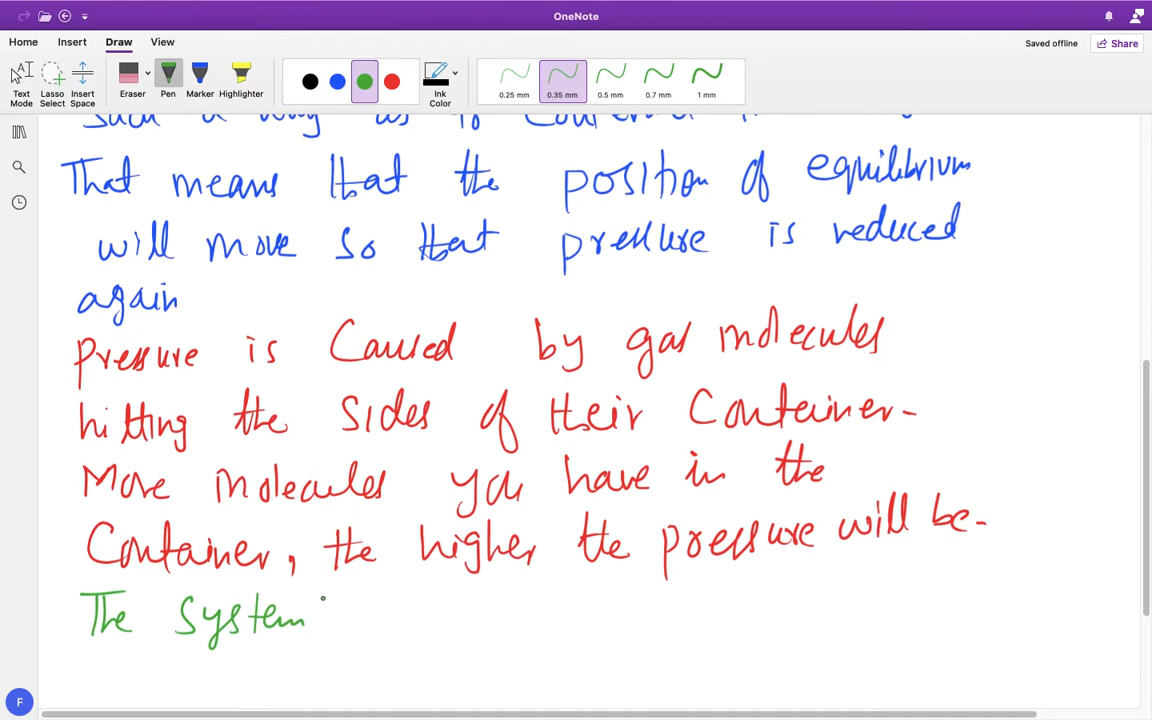 OneNote
Home Insert Draw View
Saved offline Share
Text Mode
Lasso Select
Insert Space
Eraser
Pen
Marker
Highlighter
Ink Color
0.25 mm
0.35 mm
0.5 mm
0.7 mm
1 mm
such a way as to
That means that the position of equilibrium
will move so that pressure is reduced
again
pressure is Caused by gas molecules
hitting the Sides of their Container-
More molecules you have in the
Container, the higher the pressure will be-
The System
F